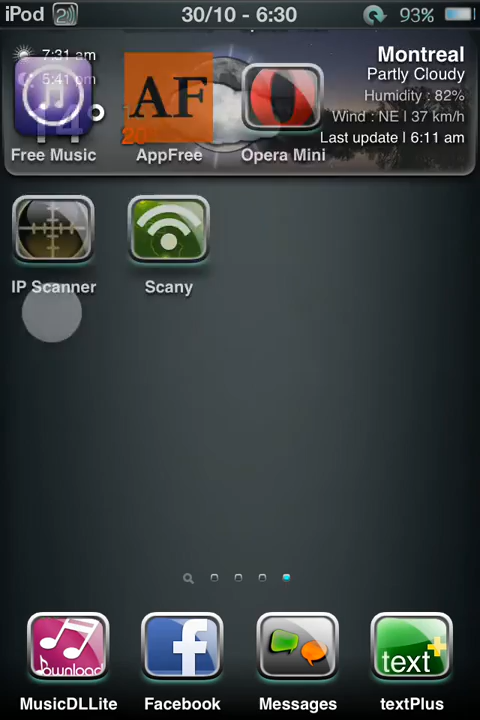 iPod 30/10 - 6:30 93%
7:31 am
5:41 pm
Montreal
Partly Cloudy
Humidity : 82%
Wind : NE | 37 km/h
Last update | 6:11 am
AF
Free Music AppFree Opera Mini
IP Scanner Scany
Download
text+
MusicDLLite Facebook Messages textPlus